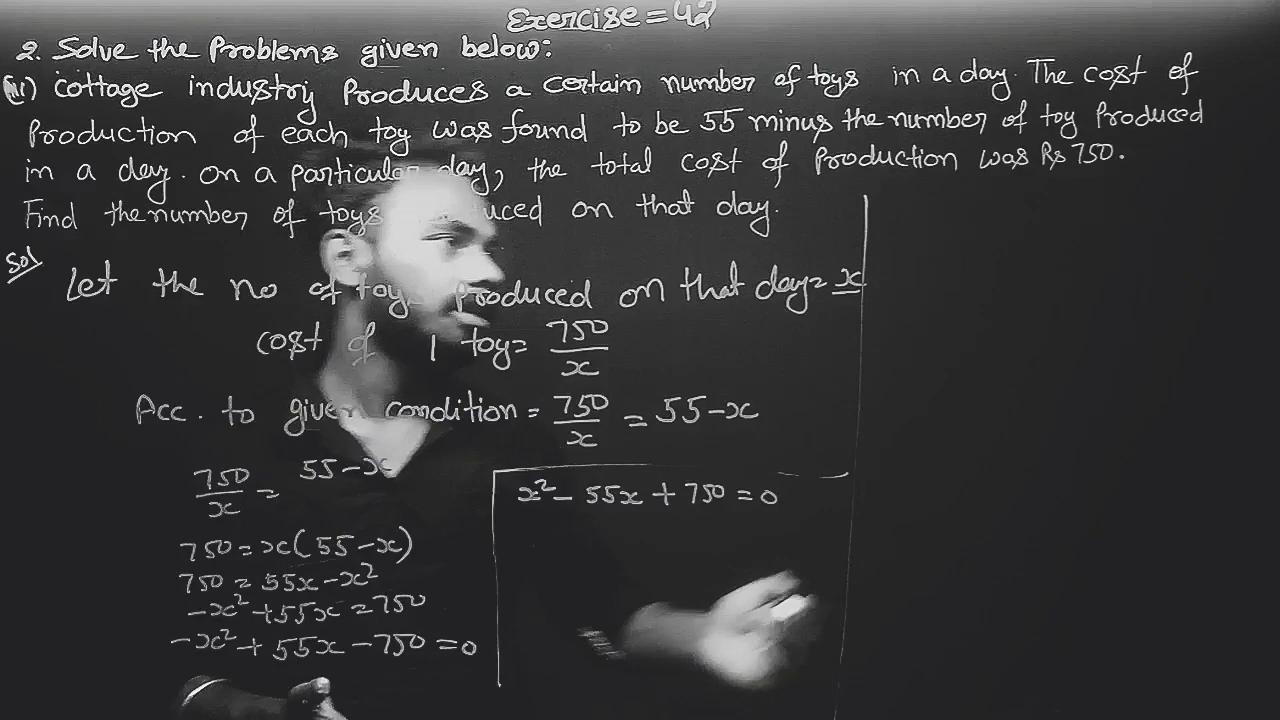 Exercise = 42
2. Solve the Problems given below:
(iii) Cottage industry Produces a certain number of toys in a day. The cost of
Production of each toy was found to be 55 minus the number of toy Produced
in a day. on a particular day, the total cost of Production was Rs 750.
Find the number of toys on that day.
Sol
Let the no of toys Produced on that day = x
cost of 1 toy = 750/x
Acc. to given condition = 750/x = 55-x
750/x = 55-x
750 = x(55-x)
750 = 55x-x²
-x²+55x = 750
-x²+55x-750 = 0
x²-55x+750 = 0